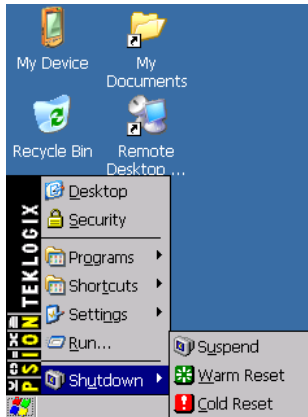 My Device
My Documents
Recycle Bin
Remote Desktop ...
PSION TEKLOGIX
Desktop
Security
Programs
Shortcuts
Settings
Run...
Shutdown
Suspend
Warm Reset
Cold Reset